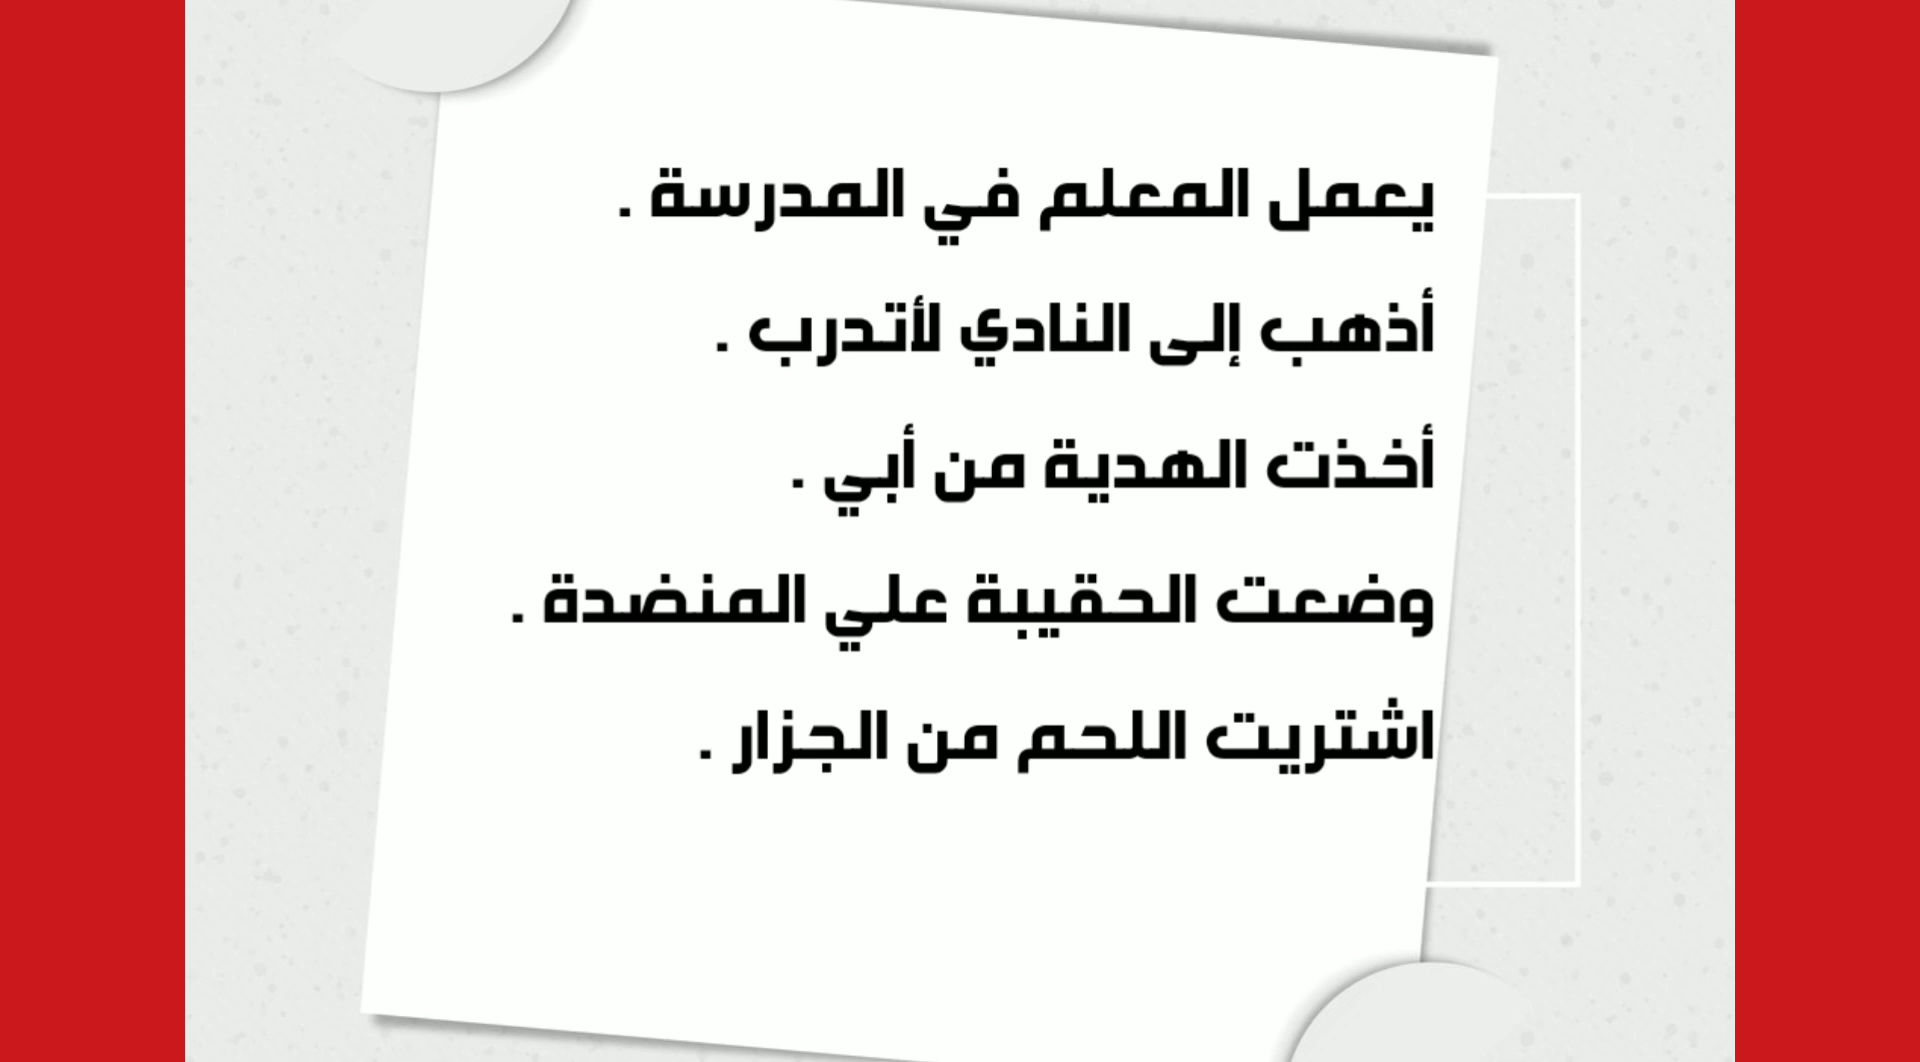 يعمل المعلم في المدرسة .
أذهب إلى النادي لأتدرب .
أخذت الهدية من أبي .
وضعت الحقيبة علي المنضدة .
اشتريت اللحم من الجزار .